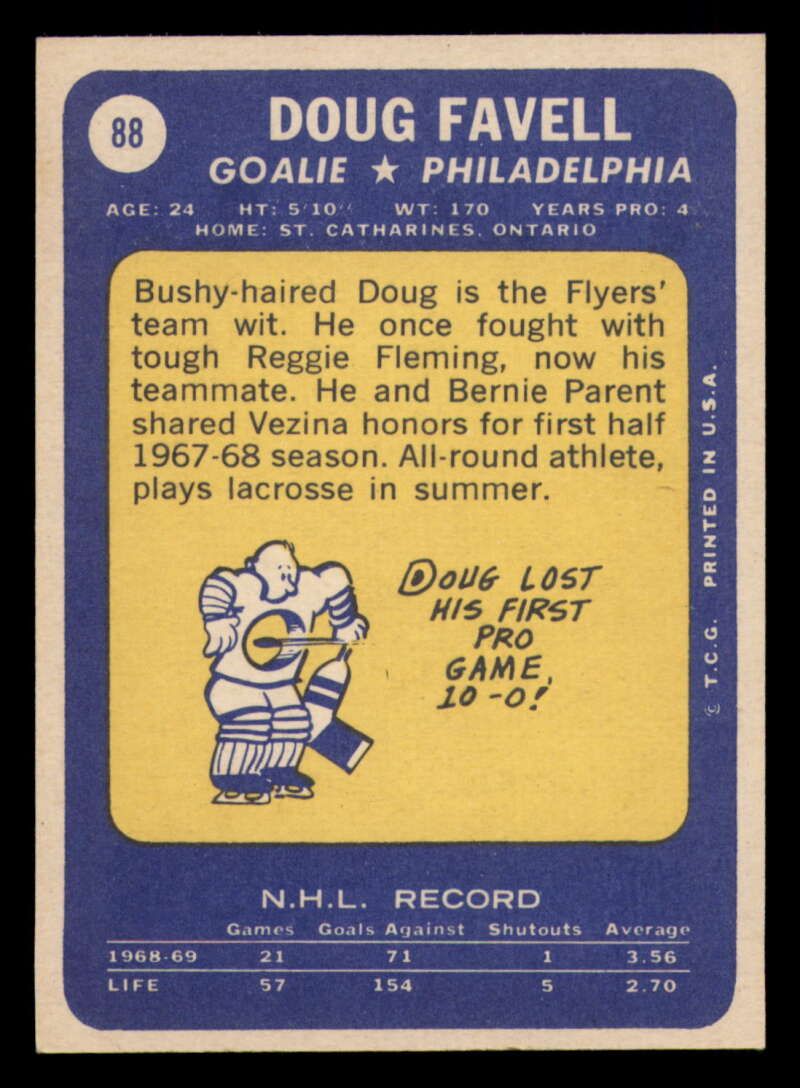 88
DOUG FAVELL
GOALIE ★ PHILADELPHIA
AGE: 24 HT: 5'10" WT: 170 YEARS PRO: 4
HOME: ST. CATHARINES, ONTARIO
Bushy-haired Doug is the Flyers'
team wit. He once fought with
tough Reggie Fleming, now his
teammate. He and Bernie Parent
shared Vezina honors for first half
1967-68 season. All-round athlete,
plays lacrosse in summer.
DOUG LOST
HIS FIRST
PRO
GAME,
10-0!
© T.C.G. PRINTED IN U.S.A.
N.H.L. RECORD
Games Goals Against Shutouts Average
1968-69 21 71 1 3.56
LIFE 57 154 5 2.70